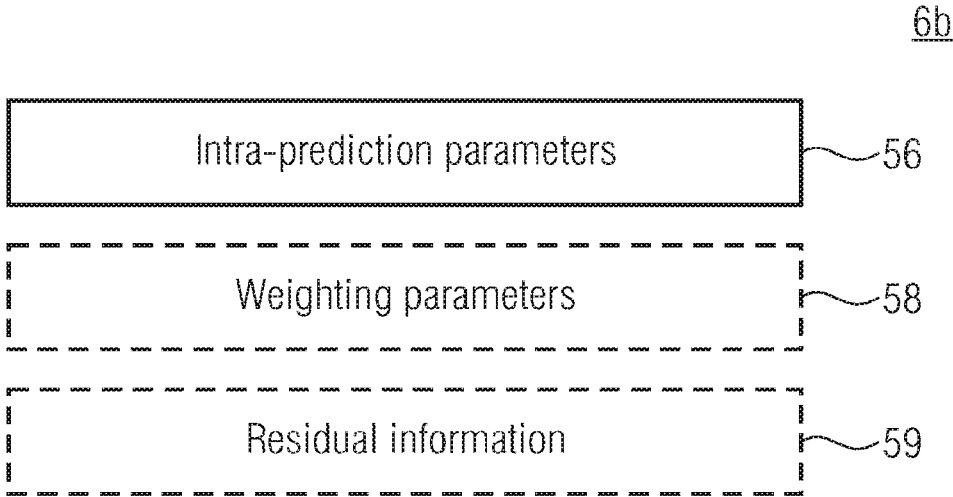 6b
Intra-prediction parameters 56
Weighting parameters 58
Residual information 59